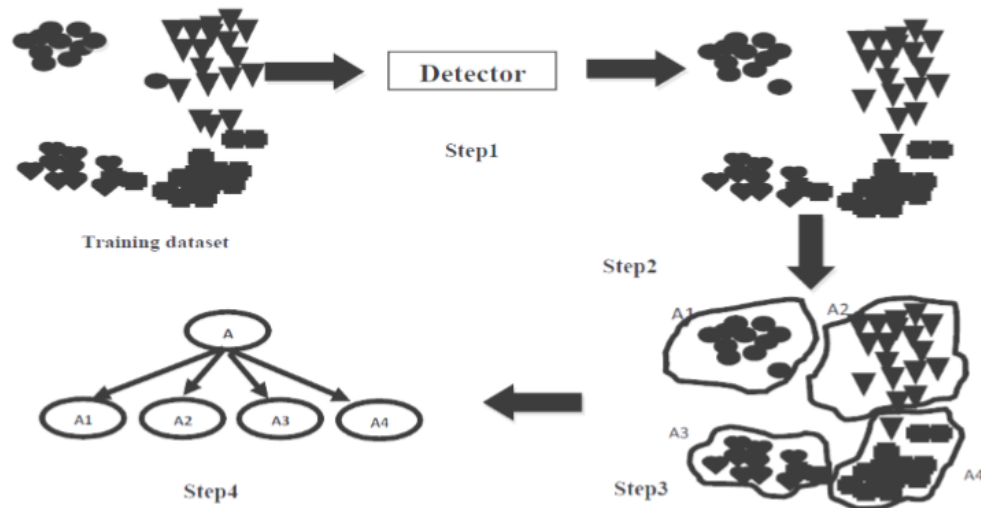 Detector
Step1
Training dataset
Step2
A1
A2
A
A1
A2
A3
A4
A3
A4
Step4
Step3